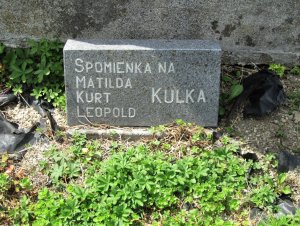 SPOMIENKA NA
MATILDA
KURT KULKA
LEOPOLD